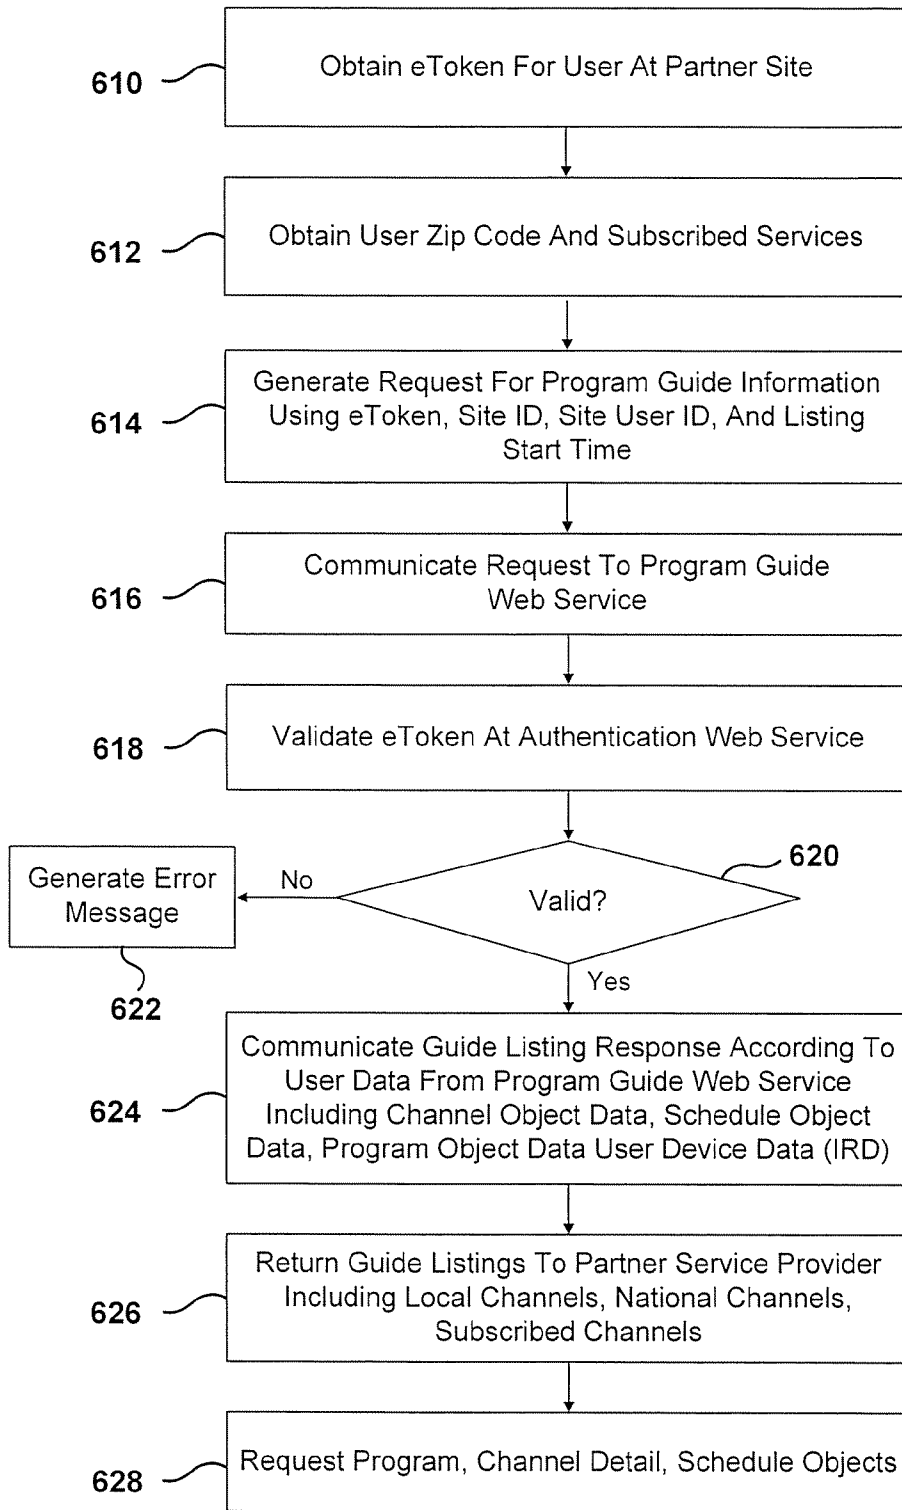 610
Obtain eToken For User At Partner Site
612
Obtain User Zip Code And Subscribed Services
614
Generate Request For Program Guide Information
Using eToken, Site ID, Site User ID, And Listing
Start Time
616
Communicate Request To Program Guide
Web Service
618
Validate eToken At Authentication Web Service
620
Valid?
No
Generate Error
Message
622
Yes
624
Communicate Guide Listing Response According To
User Data From Program Guide Web Service
Including Channel Object Data, Schedule Object
Data, Program Object Data User Device Data (IRD)
626
Return Guide Listings To Partner Service Provider
Including Local Channels, National Channels,
Subscribed Channels
628
Request Program, Channel Detail, Schedule Objects